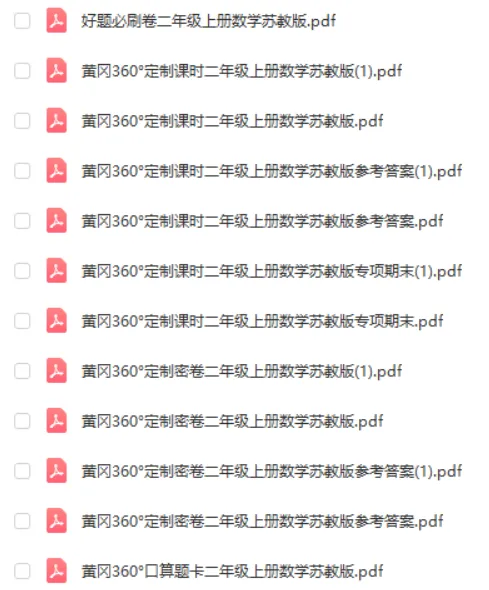 好题必刷卷二年级上册数学苏教版.pdf
黄冈360°定制课时二年级上册数学苏教版(1).pdf
黄冈360°定制课时二年级上册数学苏教版.pdf
黄冈360°定制课时二年级上册数学苏教版参考答案(1).pdf
黄冈360°定制课时二年级上册数学苏教版参考答案.pdf
黄冈360°定制课时二年级上册数学苏教版专项期末(1).pdf
黄冈360°定制课时二年级上册数学苏教版专项期末.pdf
黄冈360°定制密卷二年级上册数学苏教版(1).pdf
黄冈360°定制密卷二年级上册数学苏教版.pdf
黄冈360°定制密卷二年级上册数学苏教版参考答案(1).pdf
黄冈360°定制密卷二年级上册数学苏教版参考答案.pdf
黄冈360°口算题卡二年级上册数学苏教版.pdf